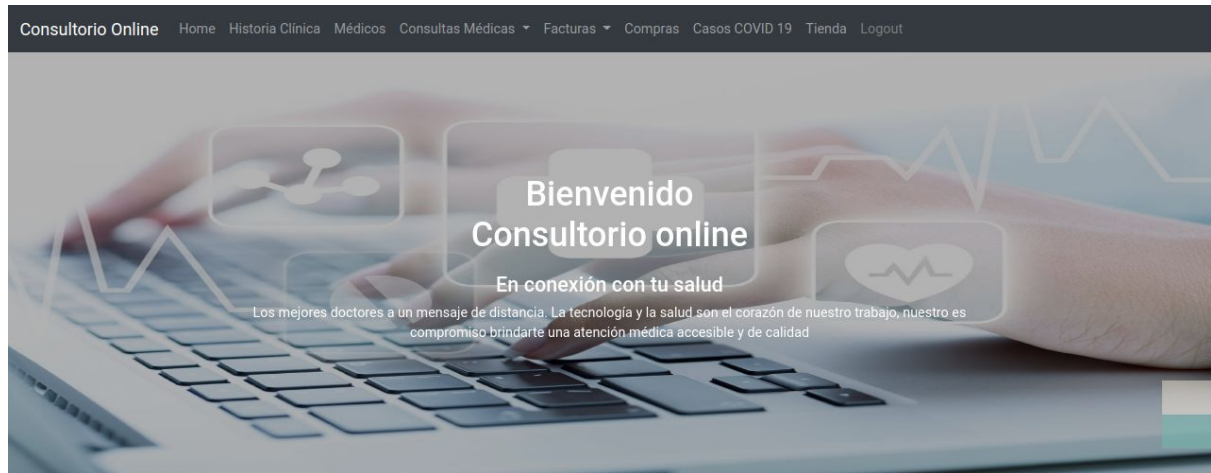 Consultorio Online Home Historia Clínica Médicos Consultas Médicas Facturas Compras Casos COVID 19 Tienda Logout
Bienvenido
Consultorio online
En conexión con tu salud
Los mejores doctores a un mensaje de distancia. La tecnología y la salud son el corazón de nuestro trabajo, nuestro es
compromiso brindarte una atención médica accesible y de calidad